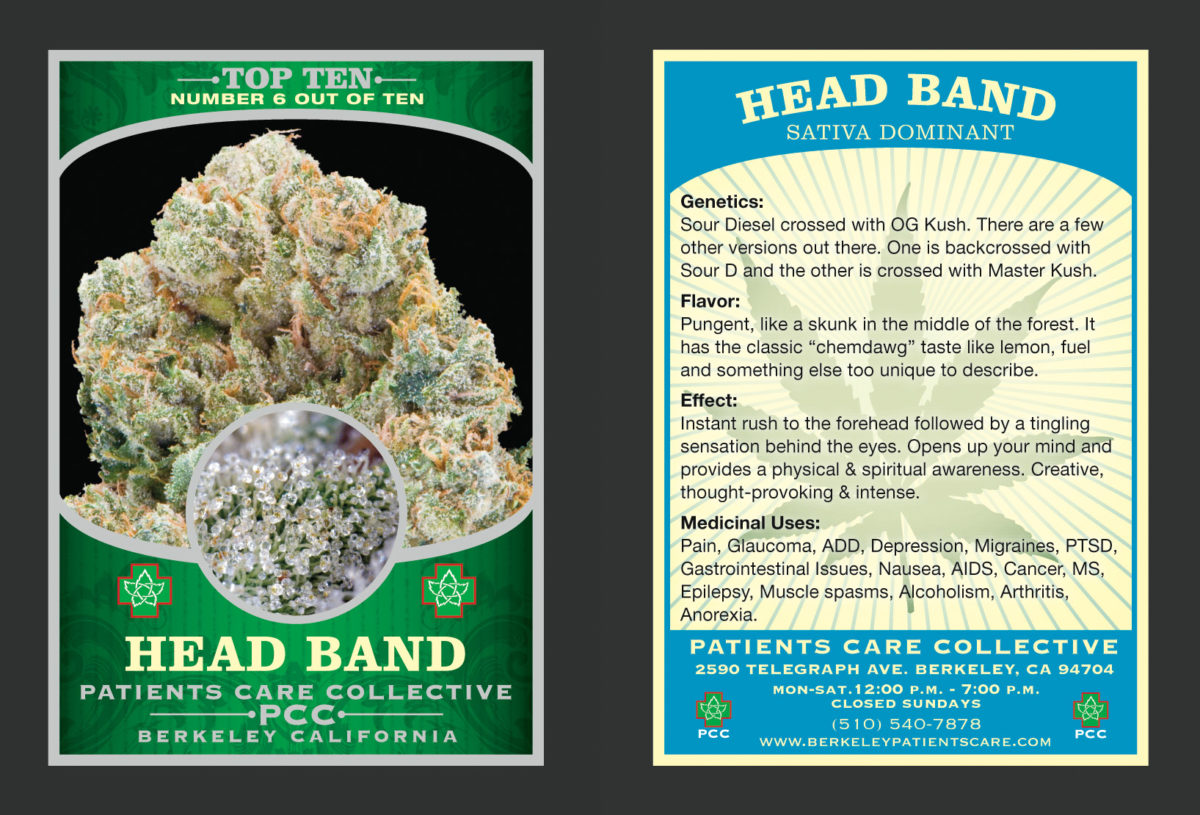 TOP TEN
NUMBER 6 OUT OF TEN
HEAD BAND
PATIENTS CARE COLLECTIVE
PCC
BERKELEY CALIFORNIA
HEAD BAND
SATIVA DOMINANT
Genetics:
Sour Diesel crossed with OG Kush. There are a few
other versions out there. One is backcrossed with
Sour D and the other is crossed with Master Kush.
Flavor:
Pungent, like a skunk in the middle of the forest. It
has the classic “chemdawg” taste like lemon, fuel
and something else too unique to describe.
Effect:
Instant rush to the forehead followed by a tingling
sensation behind the eyes. Opens up your mind and
provides a physical & spiritual awareness. Creative,
thought-provoking & intense.
Medicinal Uses:
Pain, Glaucoma, ADD, Depression, Migraines, PTSD,
Gastrointestinal Issues, Nausea, AIDS, Cancer, MS,
Epilepsy, Muscle spasms, Alcoholism, Arthritis,
Anorexia.
PATIENTS CARE COLLECTIVE
2590 TELEGRAPH AVE. BERKELEY, CA 94704
MON-SAT.12:00 P.M. - 7:00 P.M.
CLOSED SUNDAYS
(510) 540-7878
WWW.BERKELEYPATIENTSCARE.COM
PCC
PCC